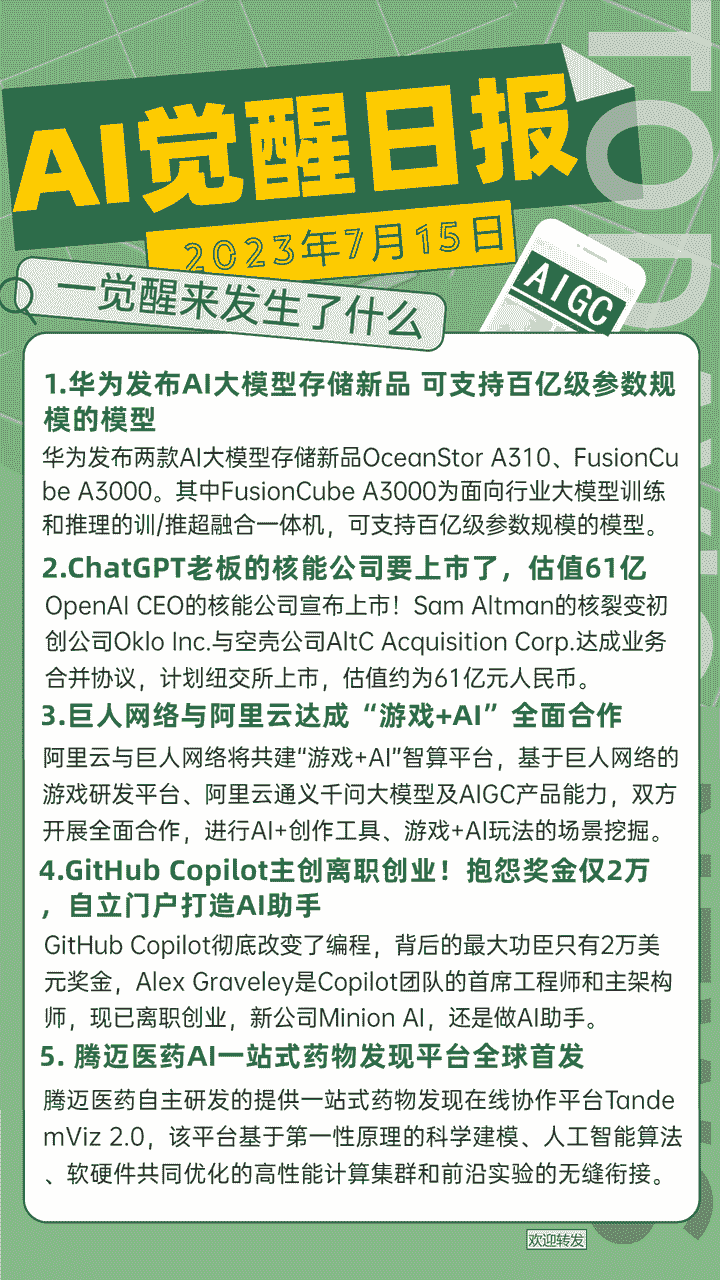 AI觉醒日报
2023年7月15日
一觉醒来发生了什么
AIGC
1.华为发布AI大模型存储新品 可支持百亿级参数规
模的模型
华为发布两款AI大模型存储新品OceanStor A310、FusionCu
be A3000。其中FusionCube A3000为面向行业大模型训练
和推理的训/推超融合一体机，可支持百亿级参数规模的模型。
2.ChatGPT老板的核能公司要上市了，估值61亿
OpenAI CEO的核能公司宣布上市！Sam Altman的核裂变初
创公司Oklo Inc.与空壳公司AltC Acquisition Corp.达成业务
合并协议，计划纽交所上市，估值约为61亿元人民币。
3.巨人网络与阿里云达成“游戏+AI”全面合作
阿里云与巨人网络将共建“游戏+AI”智算平台，基于巨人网络的
游戏研发平台、阿里云通义千问大模型及AIGC产品能力，双方
开展全面合作，进行AI+创作工具、游戏+AI玩法的场景挖掘。
4.GitHub Copilot主创离职创业！抱怨奖金仅2万
，自立门户打造AI助手
GitHub Copilot彻底改变了编程，背后的最大功臣只有2万美
元奖金，Alex Graveley是Copilot团队的首席工程师和主架构
师，现已离职创业，新公司Minion AI，还是做AI助手。
5. 腾迈医药AI一站式药物发现平台全球首发
腾迈医药自主研发的提供一站式药物发现在线协作平台Tande
mViz 2.0，该平台基于第一性原理的科学建模、人工智能算法
、软硬件共同优化的高性能计算集群和前沿实验的无缝衔接。
欢迎转发